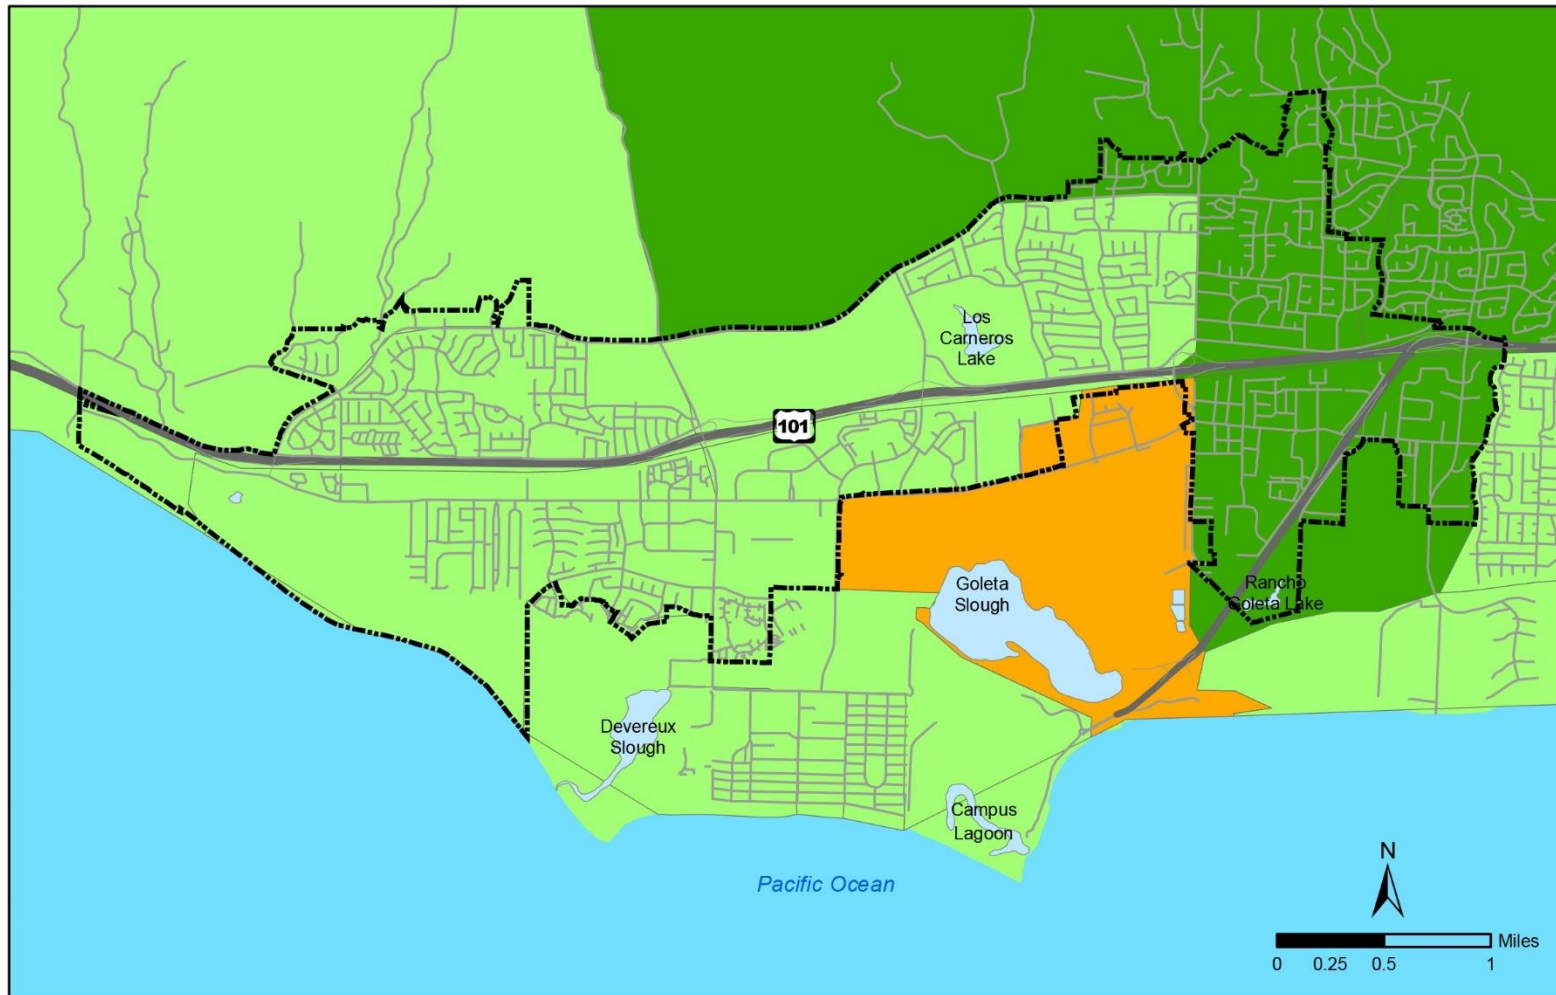 Los
Carneros
Lake
101
Goleta
Slough
Rancho
Goleta Lake
Devereux
Slough
Campus
Lagoon
Pacific Ocean
N
Miles
0 0.25 0.5 1